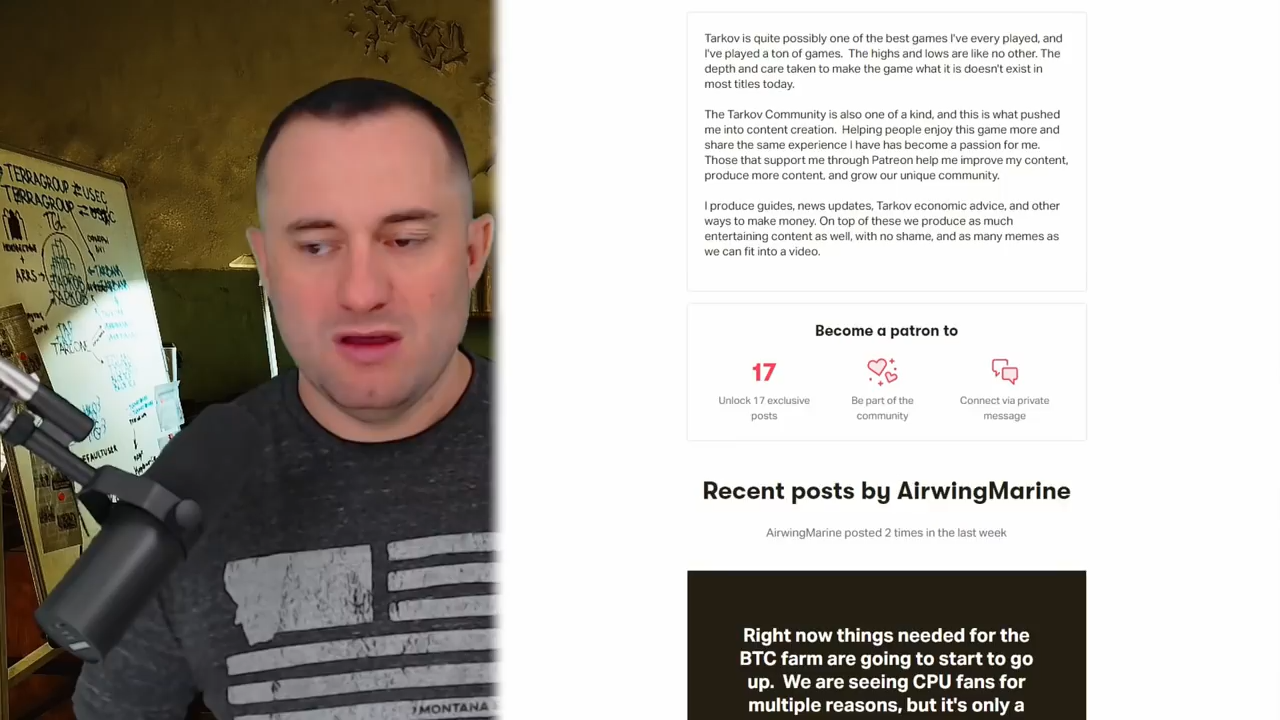 TERRAGROUP ⇄ USEC
TERRAGROUP
TGL
ARRS
TARCONE
MONTANA
Tarkov is quite possibly one of the best games I've every played, and
I've played a ton of games.  The highs and lows are like no other. The
depth and care taken to make the game what it is doesn't exist in
most titles today.
The Tarkov Community is also one of a kind, and this is what pushed
me into content creation.  Helping people enjoy this game more and
share the same experience I have has become a passion for me.
Those that support me through Patreon help me improve my content,
produce more content, and grow our unique community.
I produce guides, news updates, Tarkov economic advice, and other
ways to make money. On top of these we produce as much
entertaining content as well, with no shame, and as many memes as
we can fit into a video.
Become a patron to
17
Unlock 17 exclusive
posts
Be part of the
community
Connect via private
message
Recent posts by AirwingMarine
AirwingMarine posted 2 times in the last week
Right now things needed for the
BTC farm are going to start to go
up.  We are seeing CPU fans for
multiple reasons, but it's only a